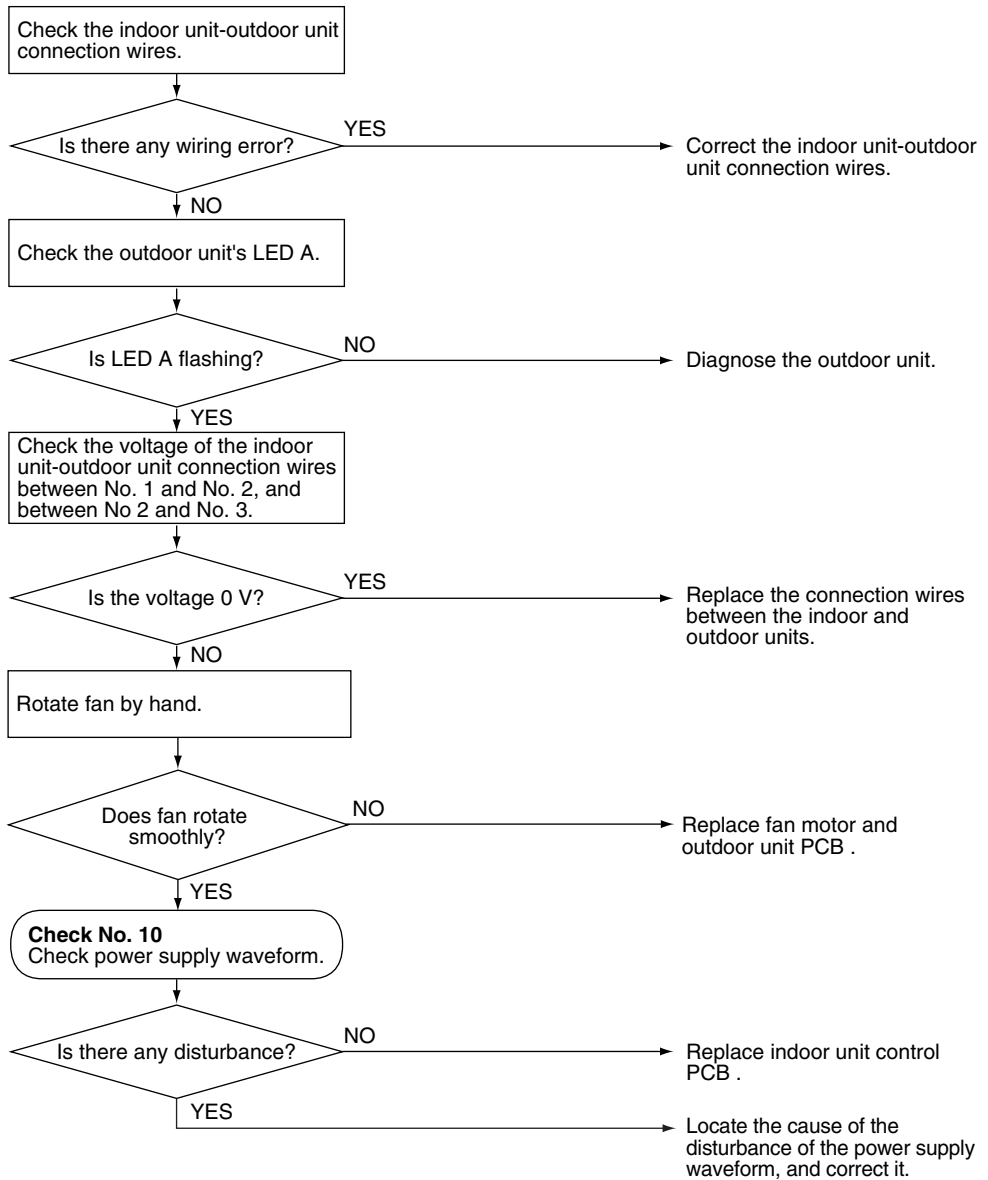 Check the indoor unit-outdoor unit
connection wires.
Is there any wiring error?
YES
Correct the indoor unit-outdoor
unit connection wires.
NO
Check the outdoor unit's LED A.
Is LED A flashing?
NO
Diagnose the outdoor unit.
YES
Check the voltage of the indoor
unit-outdoor unit connection wires
between No. 1 and No. 2, and
between No 2 and No. 3.
Is the voltage 0 V?
YES
Replace the connection wires
between the indoor and
outdoor units.
NO
Rotate fan by hand.
Does fan rotate
smoothly?
NO
Replace fan motor and
outdoor unit PCB .
YES
Check No. 10
Check power supply waveform.
Is there any disturbance?
NO
Replace indoor unit control
PCB .
YES
Locate the cause of the
disturbance of the power supply
waveform, and correct it.